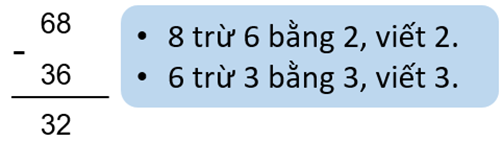 68
-
36
32
• 8 trừ 6 bằng 2, viết 2.
• 6 trừ 3 bằng 3, viết 3.